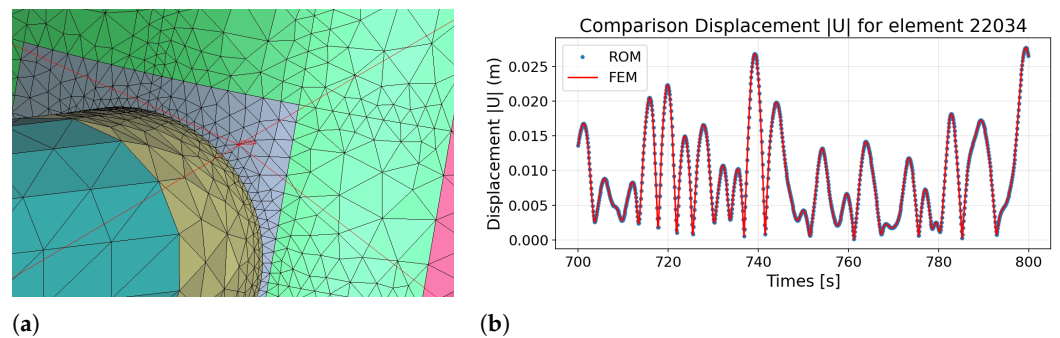 Comparison Displacement |U| for element 22034
ROM
FEM
Displacement |U| (m)
0.025
0.020
0.015
0.010
0.005
0.000
700
720
740
760
780
800
Times [s]
(a)
(b)